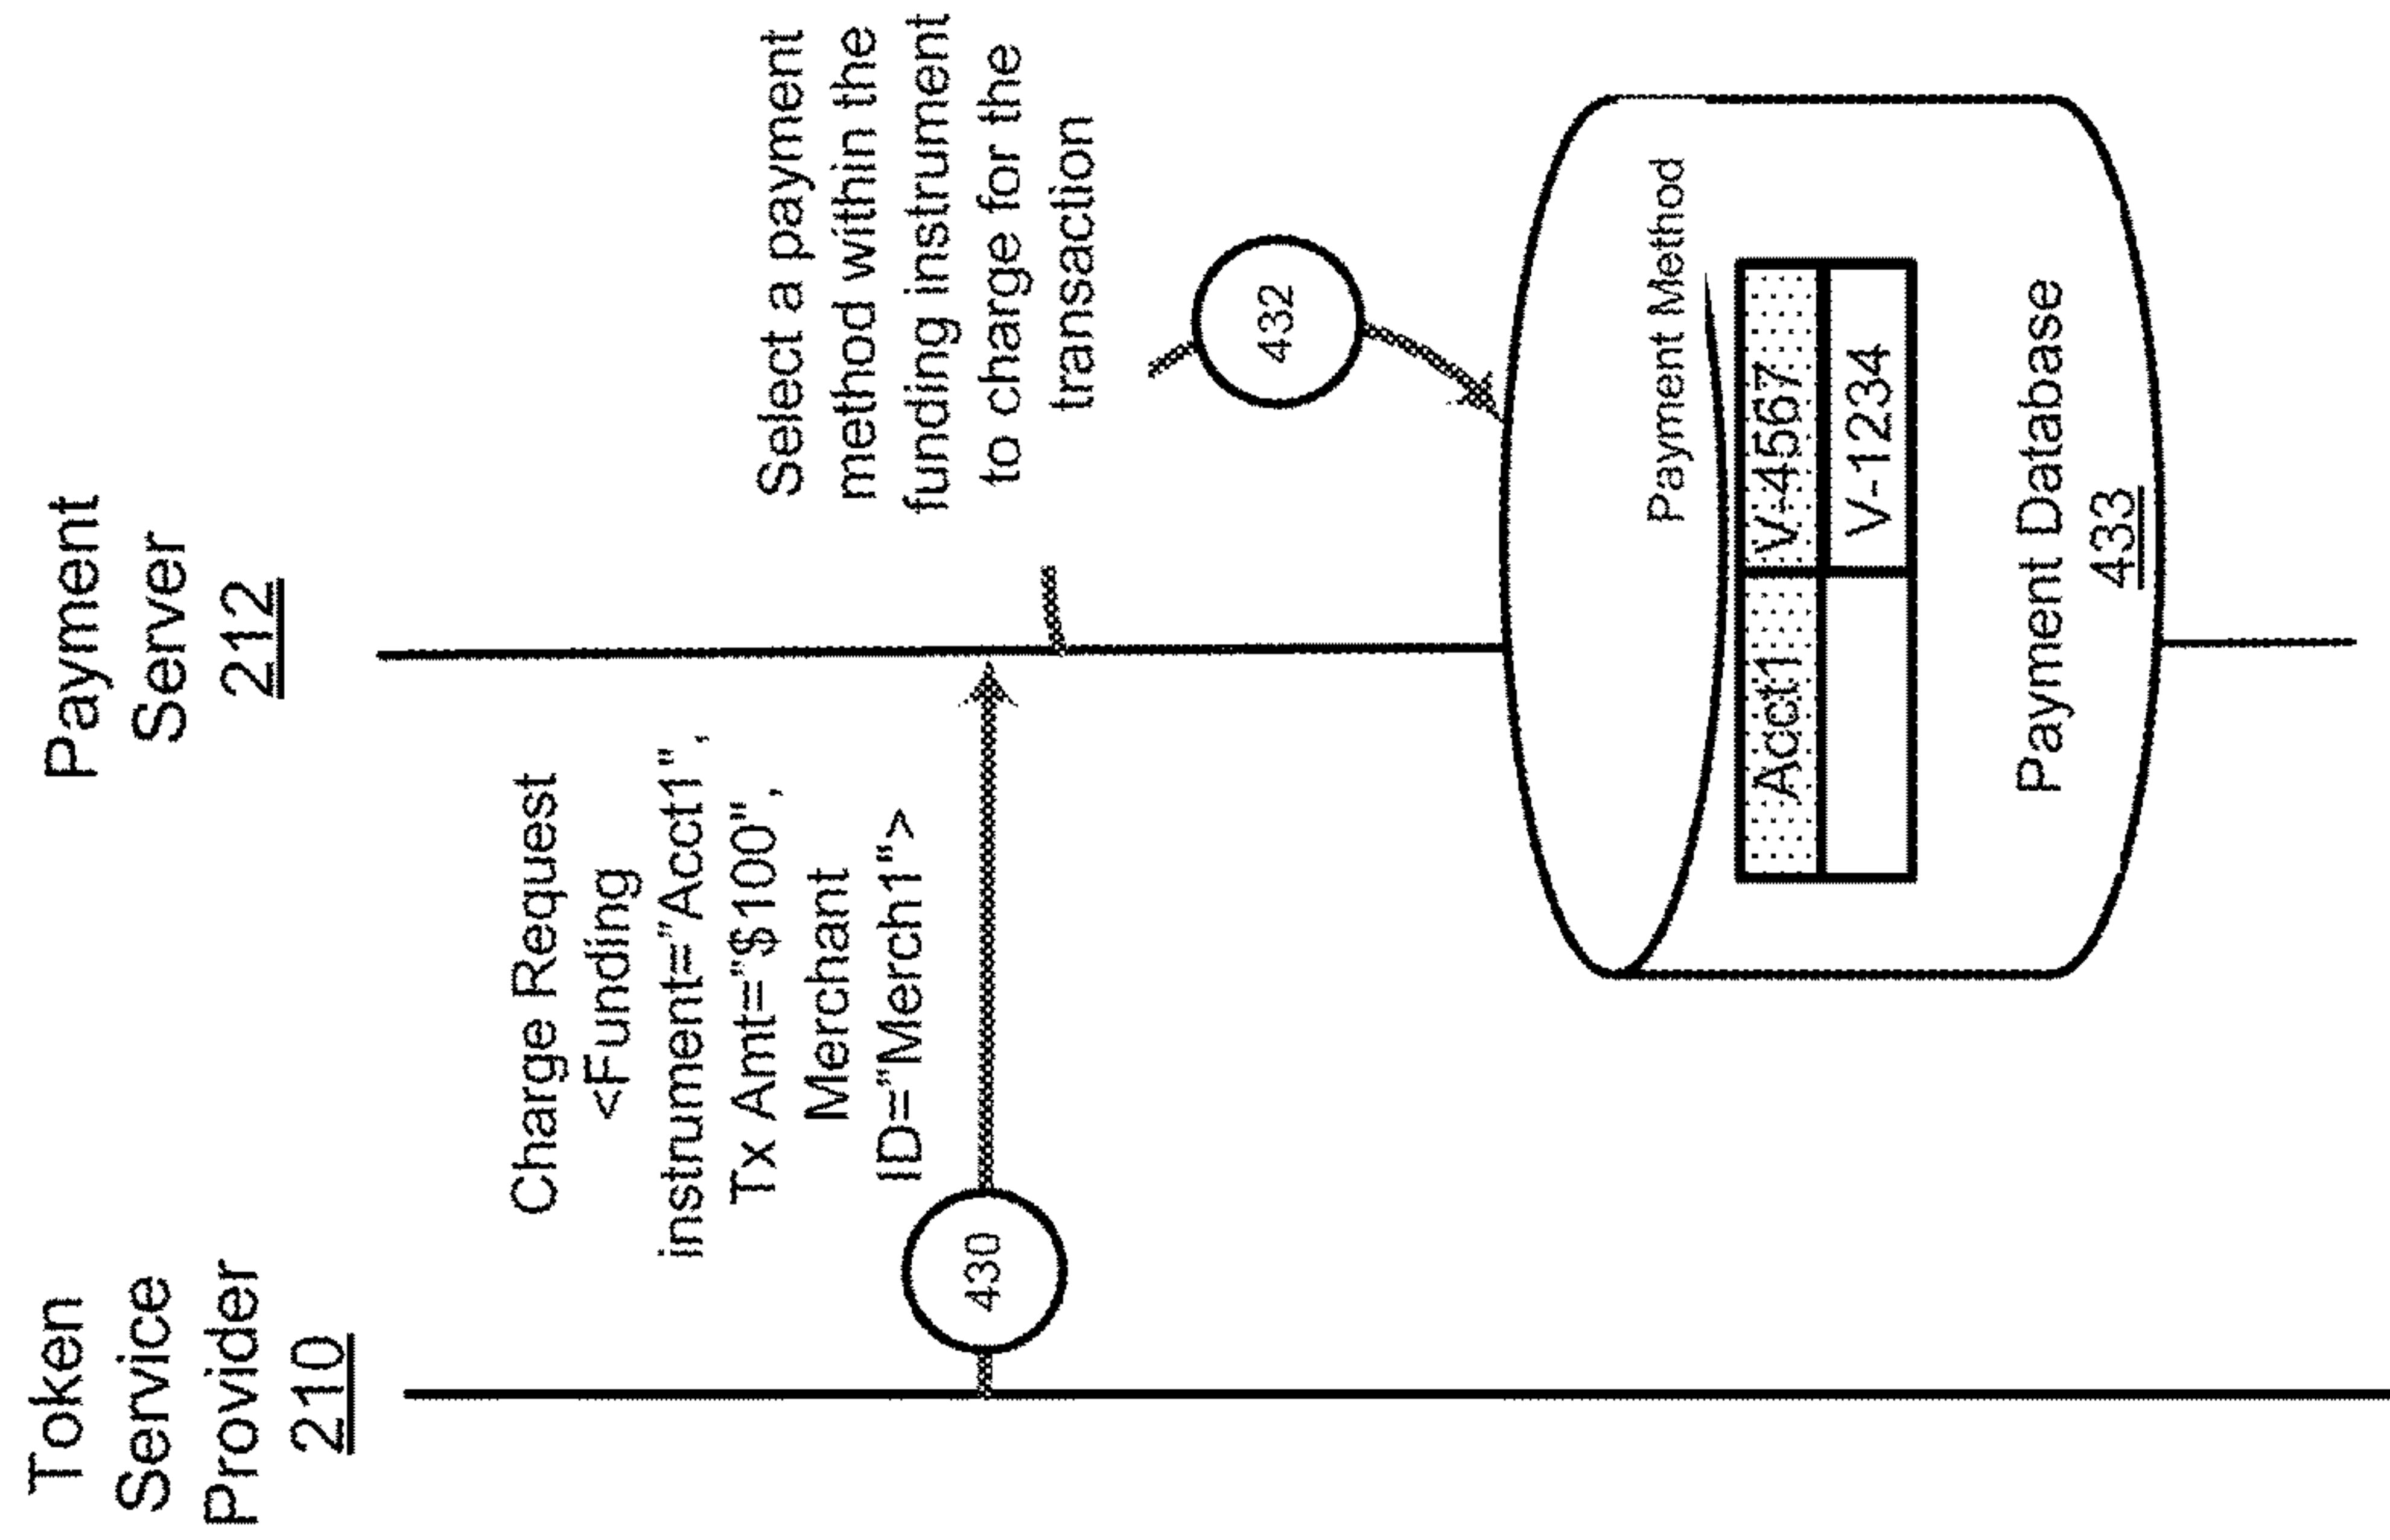 Token
Service
Provider
210
Payment
Server
212
Charge Request
<Funding
instrument="Acct1",
Tx Amt="$100",
Merchant
ID="Merch1">
430
Select a payment
method within the
funding instrument
to charge for the
transaction
432
Payment Method
Acct1 V-4567
V-1234
Payment Database
433